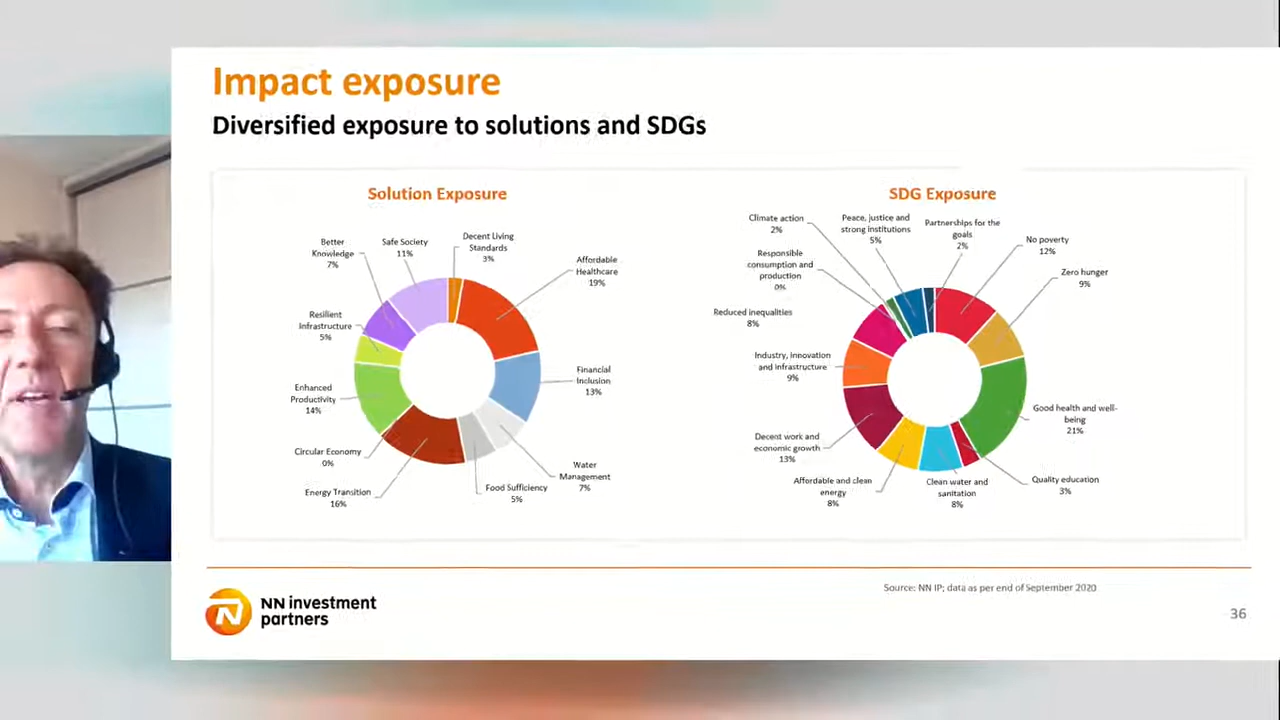 Impact exposure
Diversified exposure to solutions and SDGs
Solution Exposure
Decent Living
Standards
3%
Affordable
Healthcare
19%
Financial
Inclusion
13%
Water
Management
7%
Food Sufficiency
5%
Energy Transition
16%
Circular Economy
0%
Enhanced
Productivity
14%
Resilient
Infrastructure
5%
Better
Knowledge
7%
Safe Society
11%
SDG Exposure
No poverty
12%
Zero hunger
9%
Good health and well-
being
21%
Quality education
3%
Clean water and
sanitation
8%
Affordable and clean
energy
8%
Decent work and
economic growth
13%
Industry, innovation
and infrastructure
9%
Reduced inequalities
8%
Responsible
consumption and
production
0%
Climate action
2%
Peace, justice and
strong institutions
5%
Partnerships for the
goals
2%
Source: NN IP; data as per end of September 2020
NN investment
partners
36